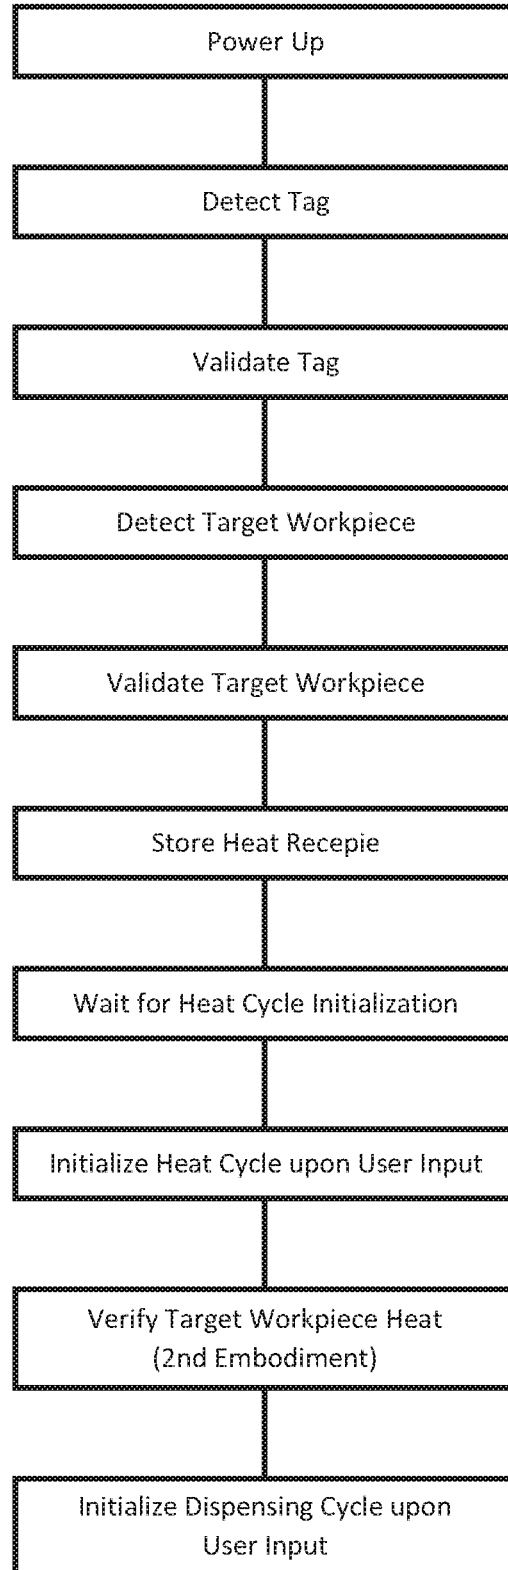 Power Up
Detect Tag
Validate Tag
Detect Target Workpiece
Validate Target Workpiece
Store Heat Recepie
Wait for Heat Cycle Initialization
Initialize Heat Cycle upon User Input
Verify Target Workpiece Heat
(2nd Embodiment)
Initialize Dispensing Cycle upon
User Input